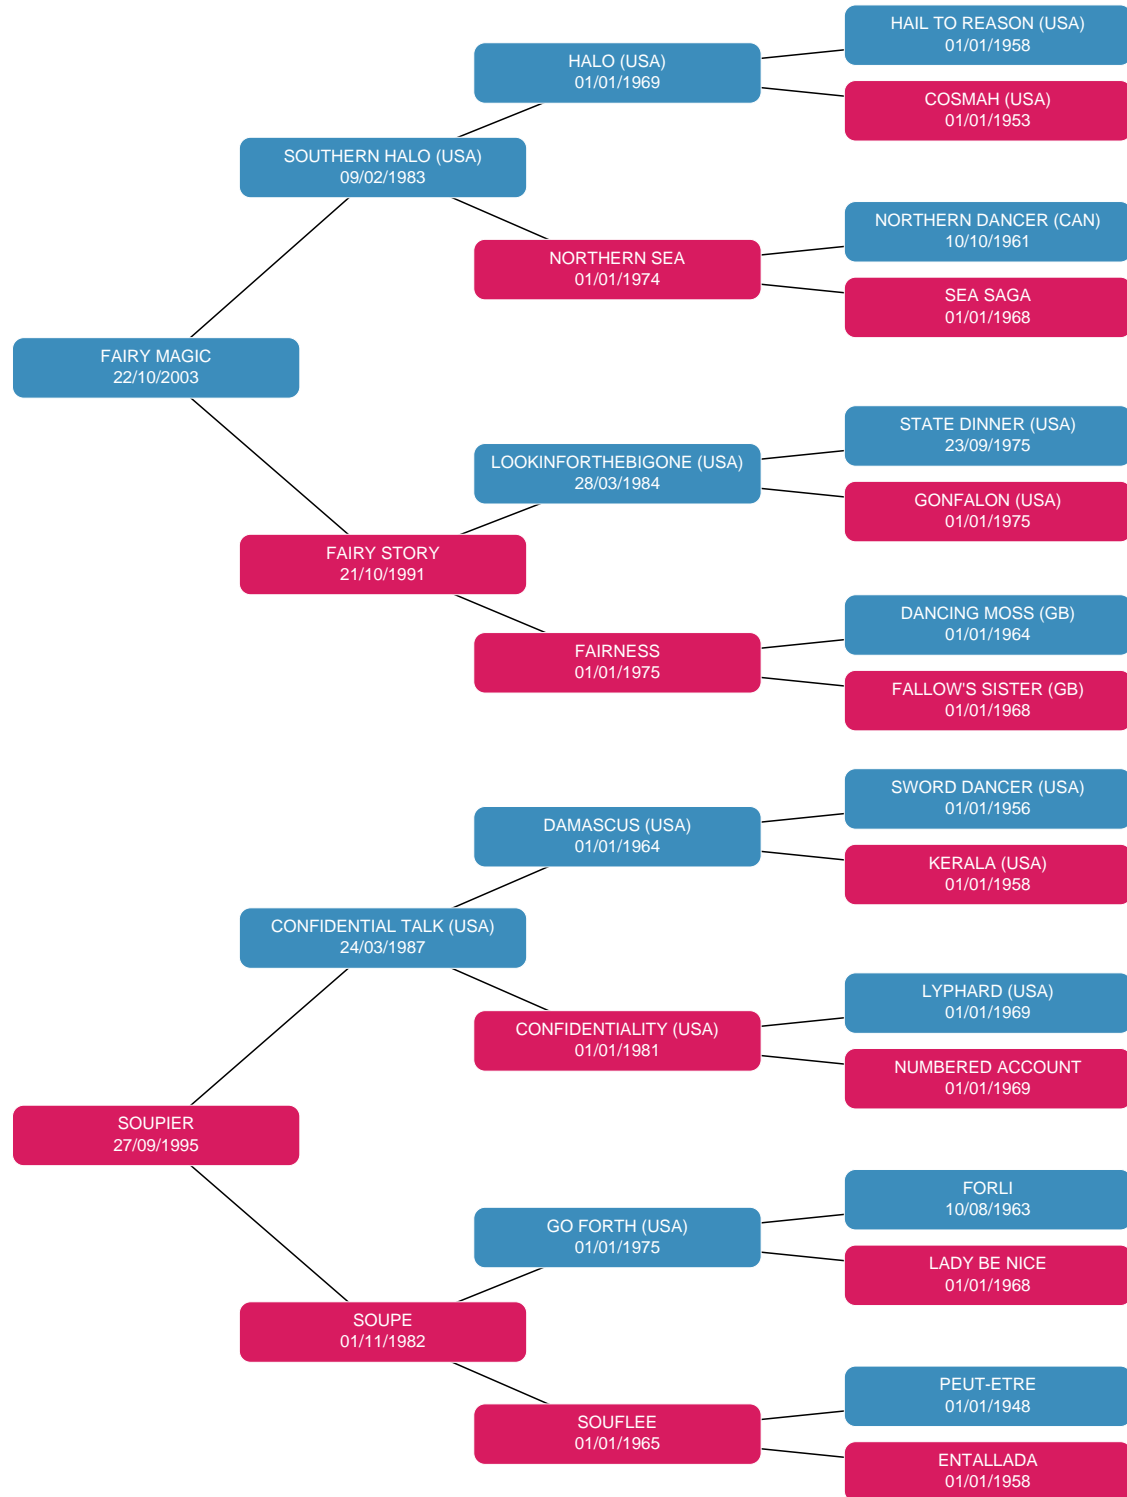 HAIL TO REASON (USA)
01/01/1958
HALO (USA)
01/01/1969
COSMAH (USA)
01/01/1953
SOUTHERN HALO (USA)
09/02/1983
NORTHERN DANCER (CAN)
10/10/1961
NORTHERN SEA
01/01/1974
SEA SAGA
01/01/1968
FAIRY MAGIC
22/10/2003
STATE DINNER (USA)
23/09/1975
LOOKINFORTHEBIGONE (USA)
28/03/1984
GONFALON (USA)
01/01/1975
FAIRY STORY
21/10/1991
DANCING MOSS (GB)
01/01/1964
FAIRNESS
01/01/1975
FALLOW'S SISTER (GB)
01/01/1968
SWORD DANCER (USA)
01/01/1956
DAMASCUS (USA)
01/01/1964
KERALA (USA)
01/01/1958
CONFIDENTIAL TALK (USA)
24/03/1987
LYPHARD (USA)
01/01/1969
CONFIDENTIALITY (USA)
01/01/1981
NUMBERED ACCOUNT
01/01/1969
SOUPIER
27/09/1995
FORLI
10/08/1963
GO FORTH (USA)
01/01/1975
LADY BE NICE
01/01/1968
SOUPE
01/11/1982
PEUT-ETRE
01/01/1948
SOUFLEE
01/01/1965
ENTALLADA
01/01/1958